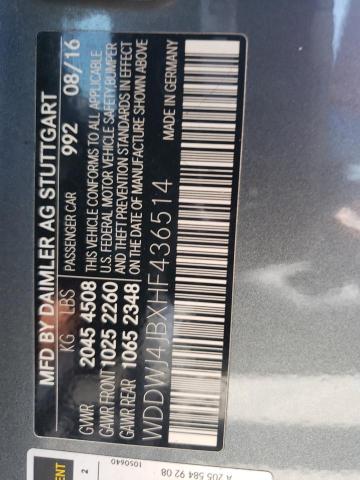 MFD BY DAIMLER AG STUTTGART
KG LBS PASSENGER CAR 992 08/16
GVWR 2045 4508 THIS VEHICLE CONFORMS TO ALL APPLICABLE
GAWR FRONT 1025 2260 U.S. FEDERAL MOTOR VEHICLE SAFETY,BUMPER
GAWR REAR 1065 2348 AND THEFT PREVENTION STANDARDS IN EFFECT
ON THE DATE OF MANUFACTURE SHOWN ABOVE
WDDWJ4JBXHF436514 MADE IN GERMANY
2
1050640
A 205 584 92 08